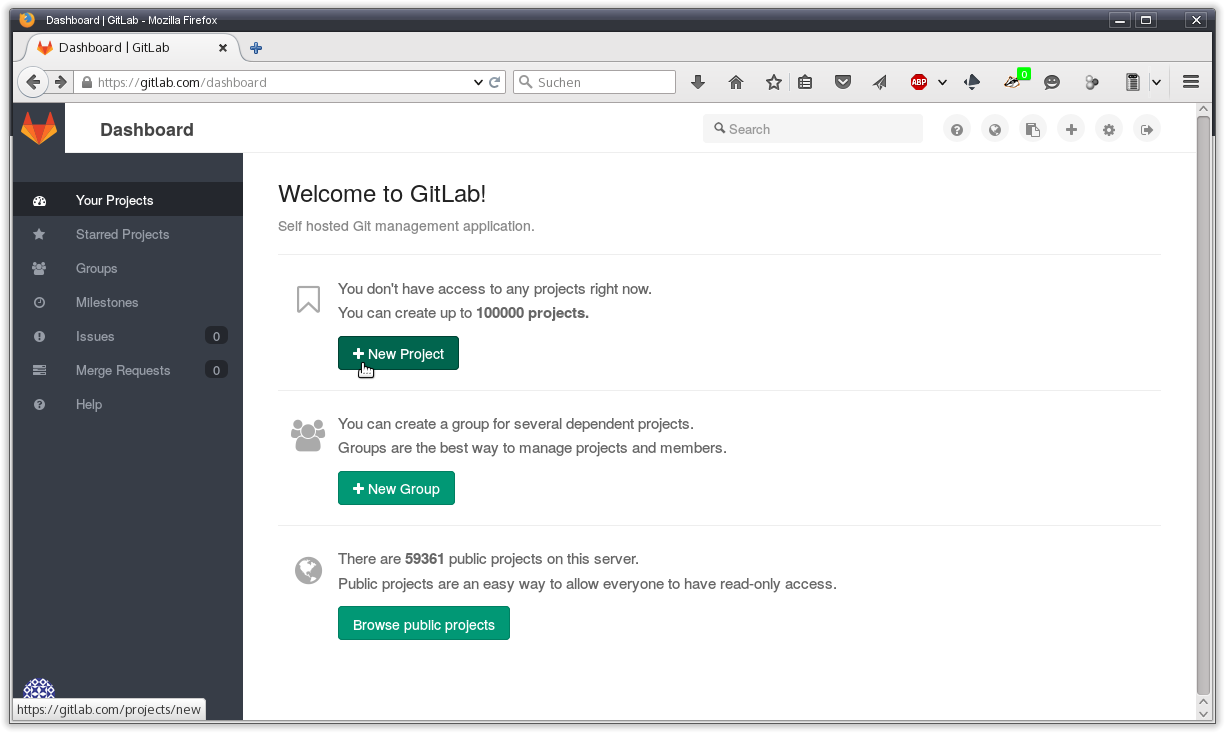 Dashboard | GitLab - Mozilla Firefox
Dashboard | GitLab
https://gitlab.com/dashboard
Suchen
ABP
0
Dashboard
Search
Your Projects
Starred Projects
Groups
Milestones
Issues 0
Merge Requests 0
Help
Welcome to GitLab!
Self hosted Git management application.
You don't have access to any projects right now.
You can create up to 100000 projects.
New Project
You can create a group for several dependent projects.
Groups are the best way to manage projects and members.
New Group
There are 59361 public projects on this server.
Public projects are an easy way to allow everyone to have read-only access.
Browse public projects
https://gitlab.com/projects/new